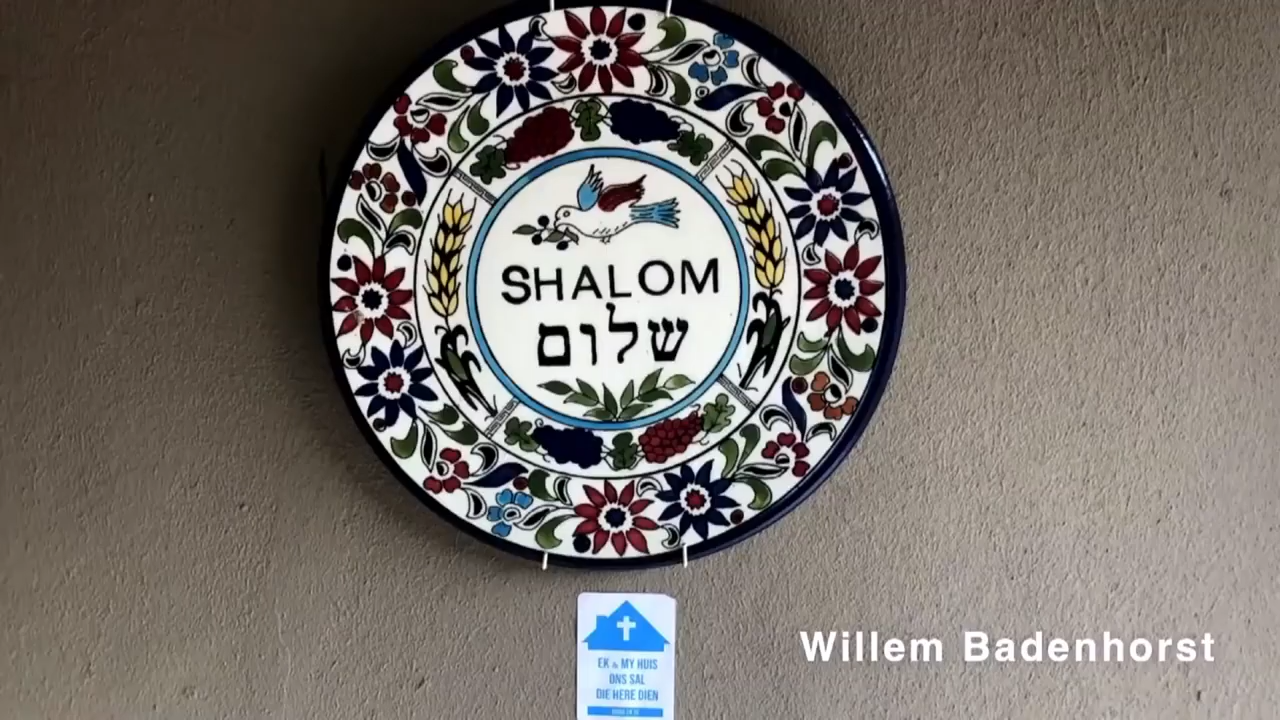 SHALOM
שלום
EK & MY HUIS
ONS SAL
DIE HERE DIEN
Willem Badenhorst